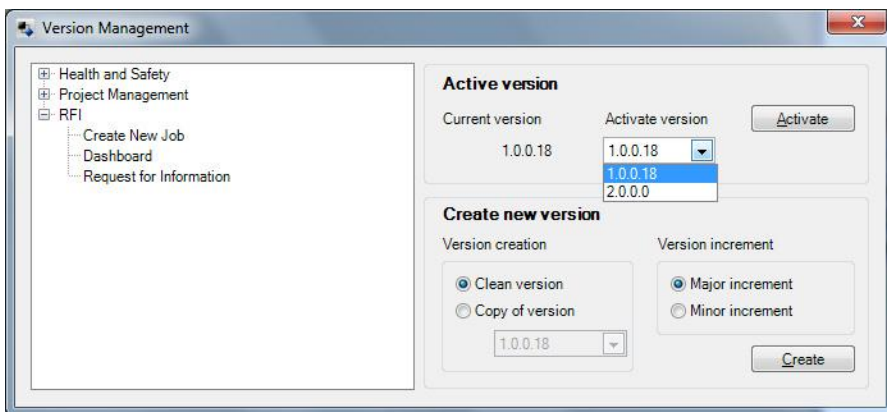 Version Management
Health and Safety
Project Management
RFI
Create New Job
Dashboard
Request for Information
Active version
Current version
Activate version
Activate
1.0.0.18
1.0.0.18
1.0.0.18
2.0.0.0
Create new version
Version creation
Version increment
Clean version
Major increment
Copy of version
Minor increment
1.0.0.18
Create